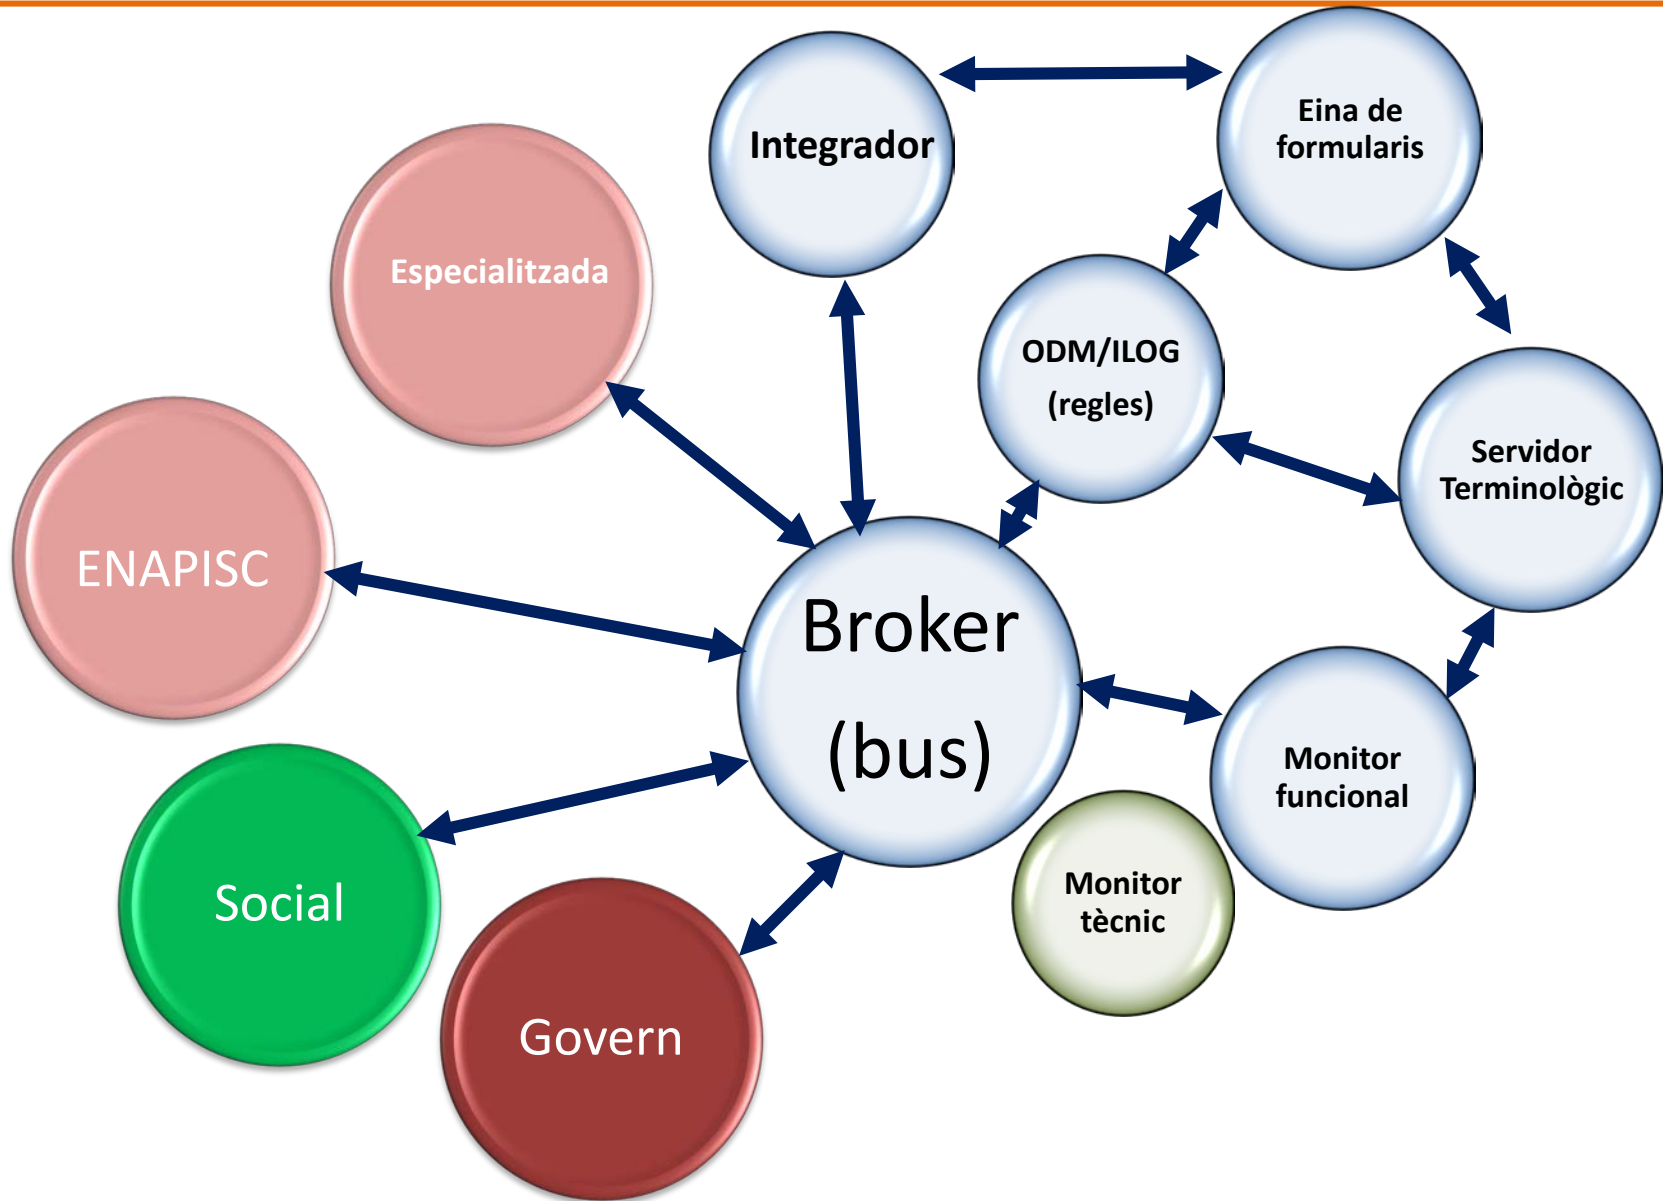 Integrador
Eina de
formularis
Especialitzada
ODM/ILOG
(regles)
Servidor
Terminològic
ENAPISC
Broker
(bus)
Monitor
funcional
Monitor
tècnic
Social
Govern